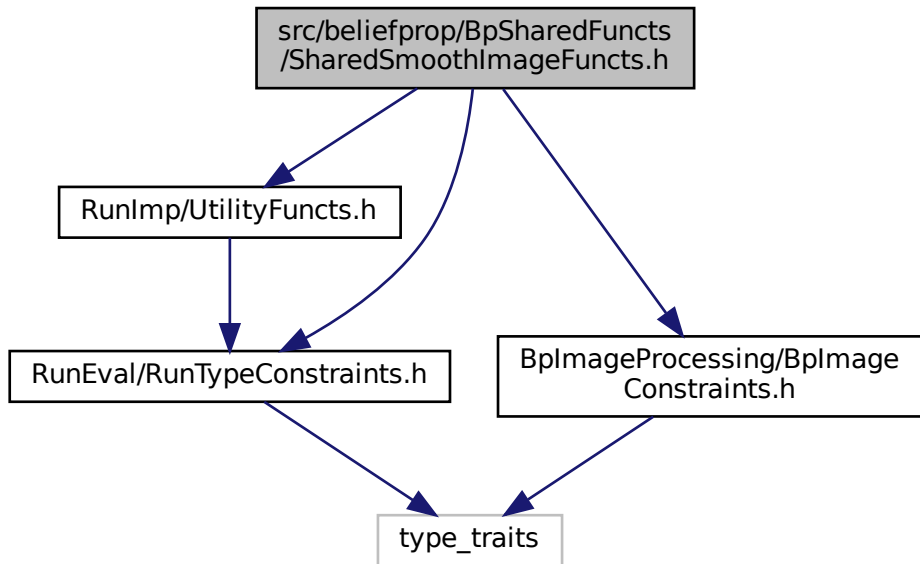 src/beliefprop/BpSharedFuncts
/SharedSmoothImageFuncts.h
RunImp/UtilityFuncts.h
RunEval/RunTypeConstraints.h
BpImageProcessing/BpImage
Constraints.h
type_traits